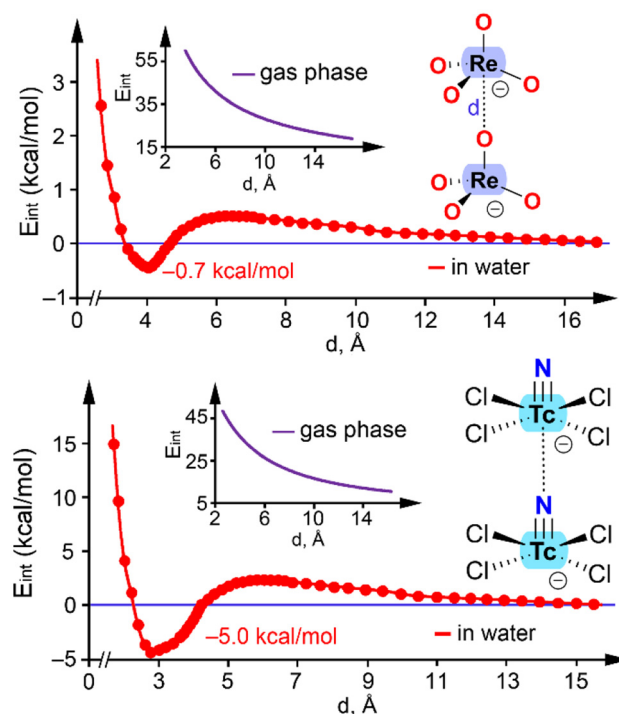 Eint (kcal/mol)
3
2
1
0
–1
0
4
6
8
10
12
14
16
d, Å
–0.7 kcal/mol
in water
Eint
55
35
15
2
6
10
14
d, Å
gas phase
O
O Re O
O ⊖
d
O
Re O
O O ⊖
Eint (kcal/mol)
15
10
5
0
–5
0
3
5
7
9
11
13
15
d, Å
–5.0 kcal/mol
in water
Eint
45
25
5
2
6
10
14
d, Å
gas phase
N
Cl Cl
Tc
Cl ⊖ Cl
N
Cl Cl
Tc
Cl ⊖ Cl